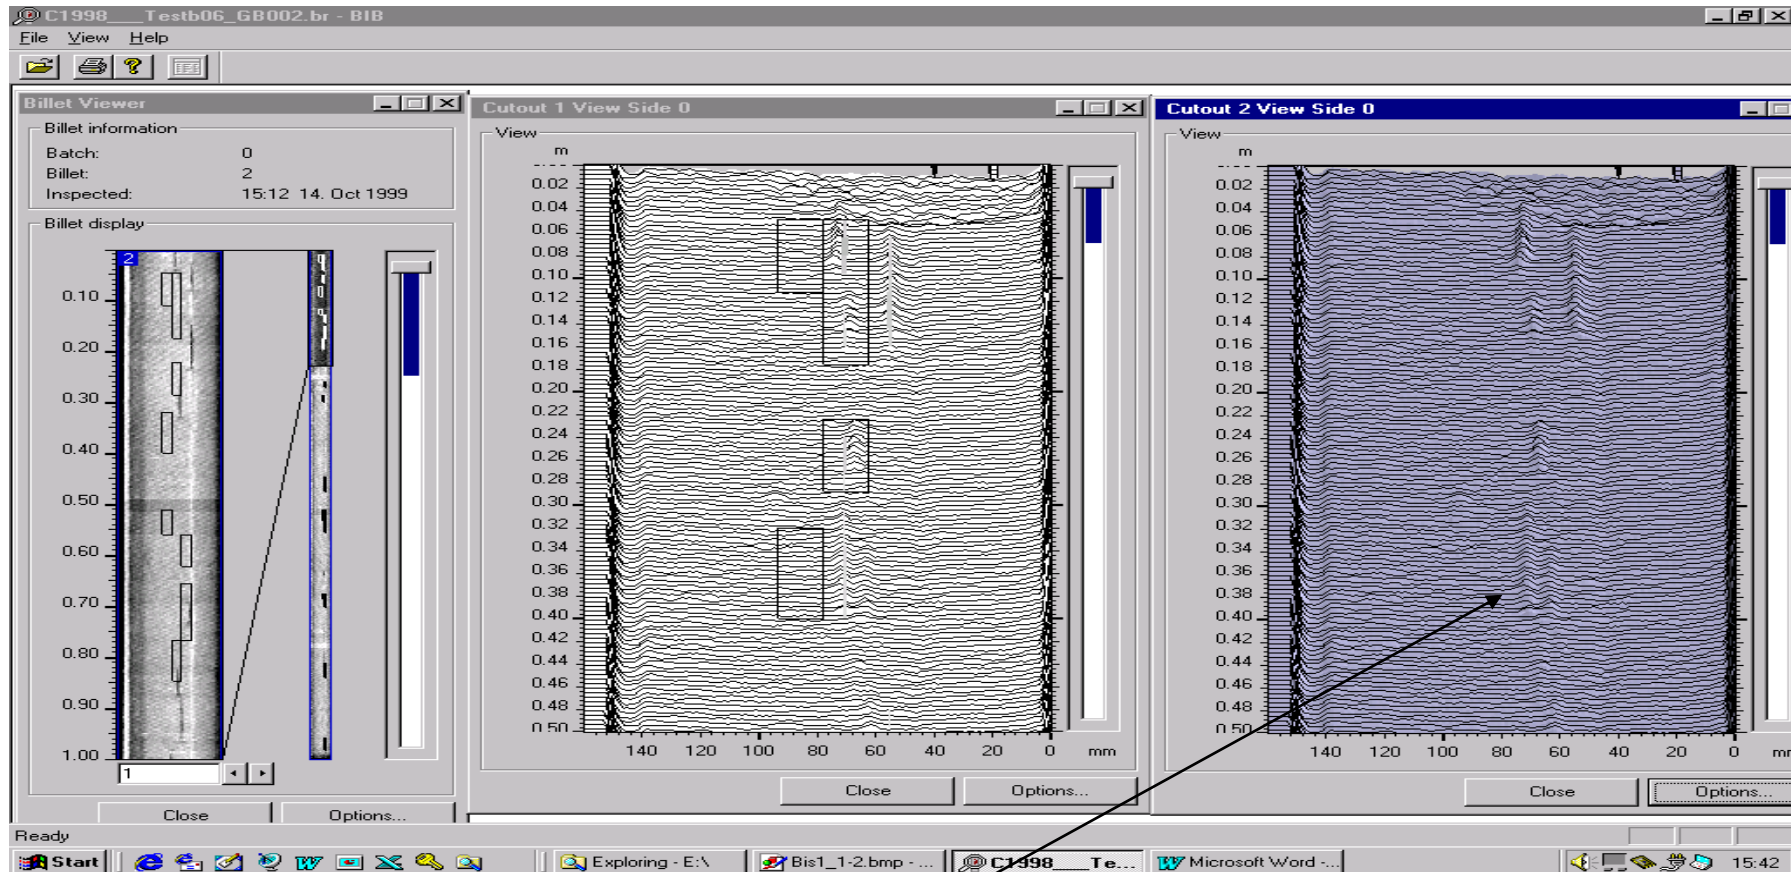 C1998___Testb06_GB002.br - BIB
File View Help
Billet Viewer
Billet information
Batch: 0
Billet: 2
Inspected: 15:12 14. Oct 1999
Billet display
2
0.10
0.20
0.30
0.40
0.50
0.60
0.70
0.80
0.90
1.00
1
Close Options...
Cutout 1 View Side 0
View
m
0.02
0.04
0.06
0.08
0.10
0.12
0.14
0.16
0.18
0.20
0.22
0.24
0.26
0.28
0.30
0.32
0.34
0.36
0.38
0.40
0.42
0.44
0.46
0.48
0.50
140 120 100 80 60 40 20 0 mm
Close Options...
Cutout 2 View Side 0
View
m
0.02
0.04
0.06
0.08
0.10
0.12
0.14
0.16
0.18
0.20
0.22
0.24
0.26
0.28
0.30
0.32
0.34
0.36
0.38
0.40
0.42
0.44
0.46
0.48
0.50
140 120 100 80 60 40 20 0
Close Options...
Ready
Start Exploring - E:\ Bis1_1-2.bmp - ... C1998___Te... Microsoft Word -... 15:42